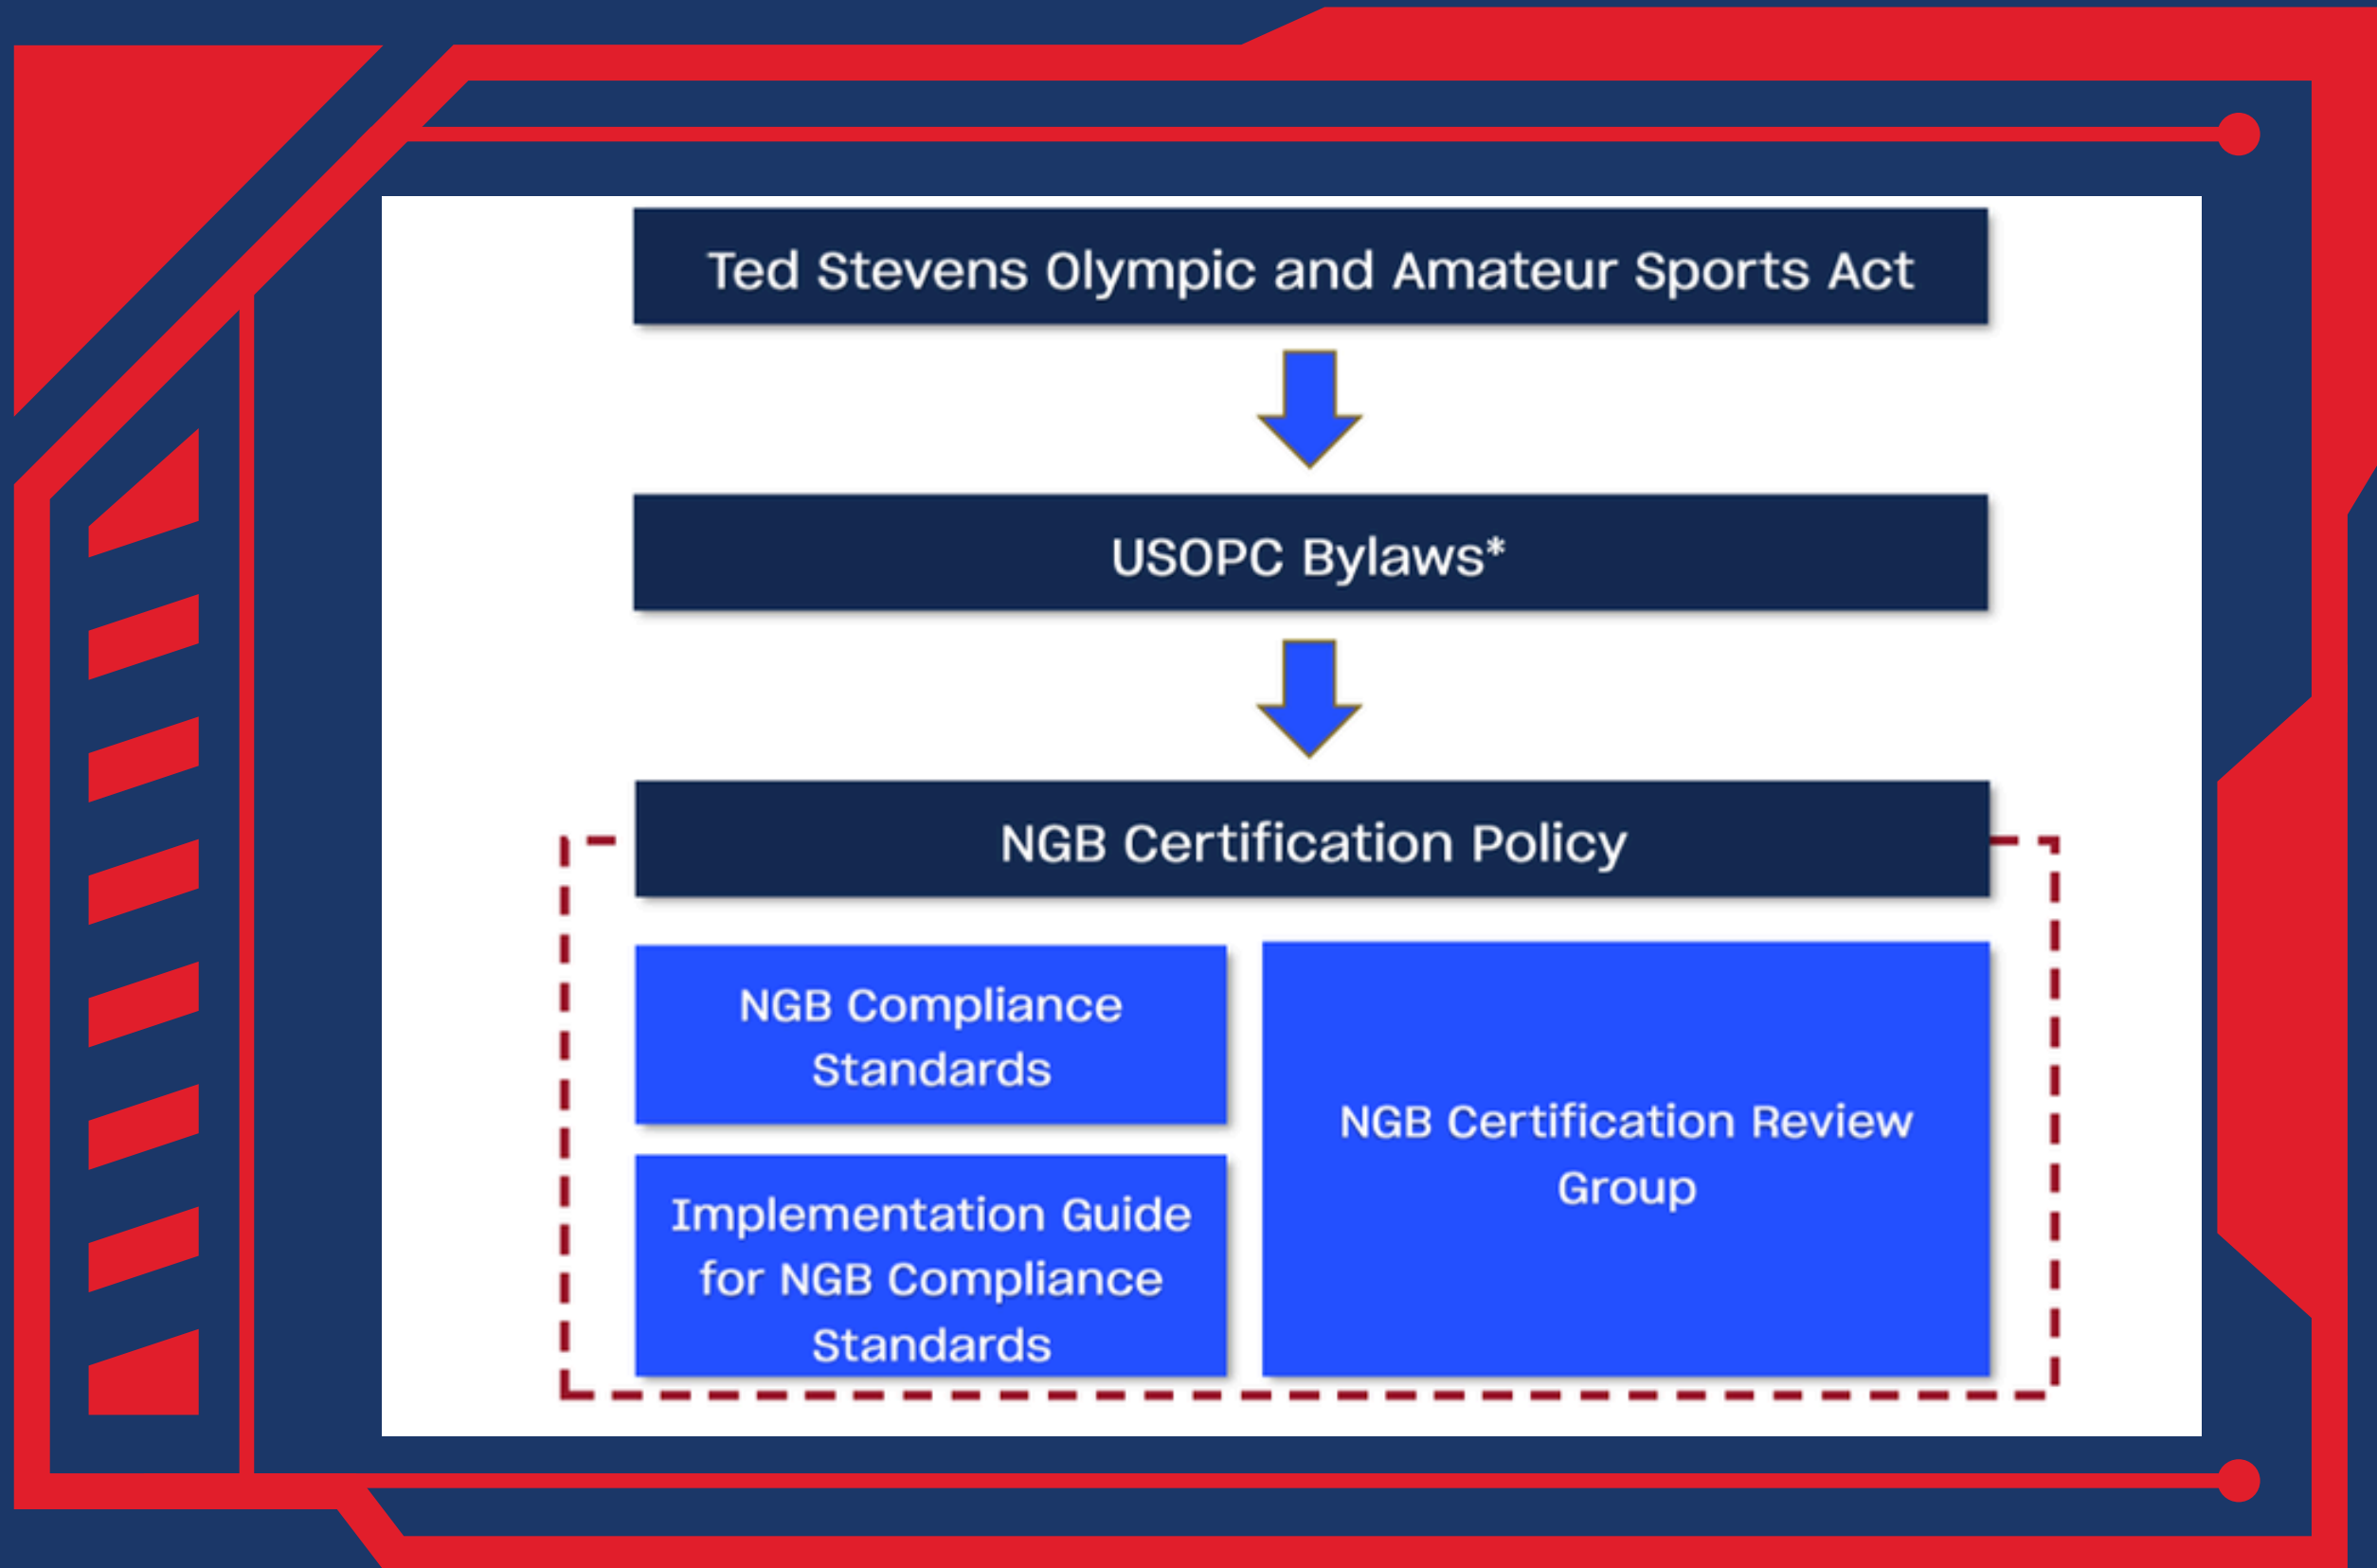 Ted Stevens Olympic and Amateur Sports Act
USOPC Bylaws*
NGB Certification Policy
NGB Compliance
Standards
Implementation Guide
for NGB Compliance
Standards
NGB Certification Review
Group